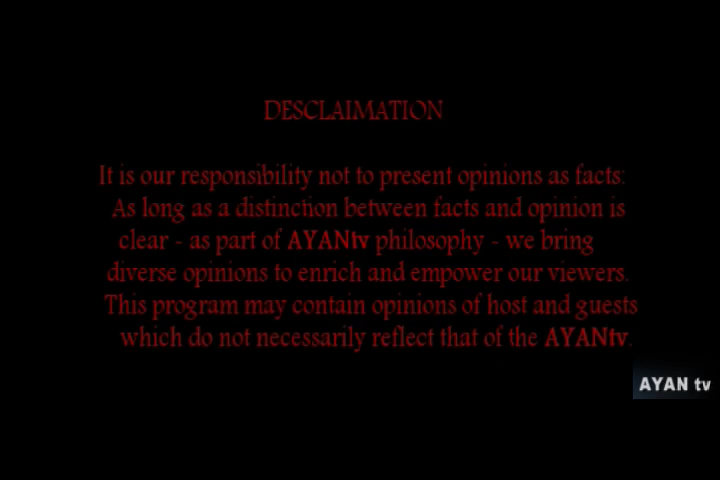 DESCLAIMATION
It is our responsibility not to present opinions as facts:
As long as a distinction between facts and opinion is
clear - as part of AYANtv philosophy - we bring
diverse opinions to enrich and empower our viewers.
This program may contain opinions of host and guests
which do not necessarily reflect that of the AYANtv.
AYAN tv